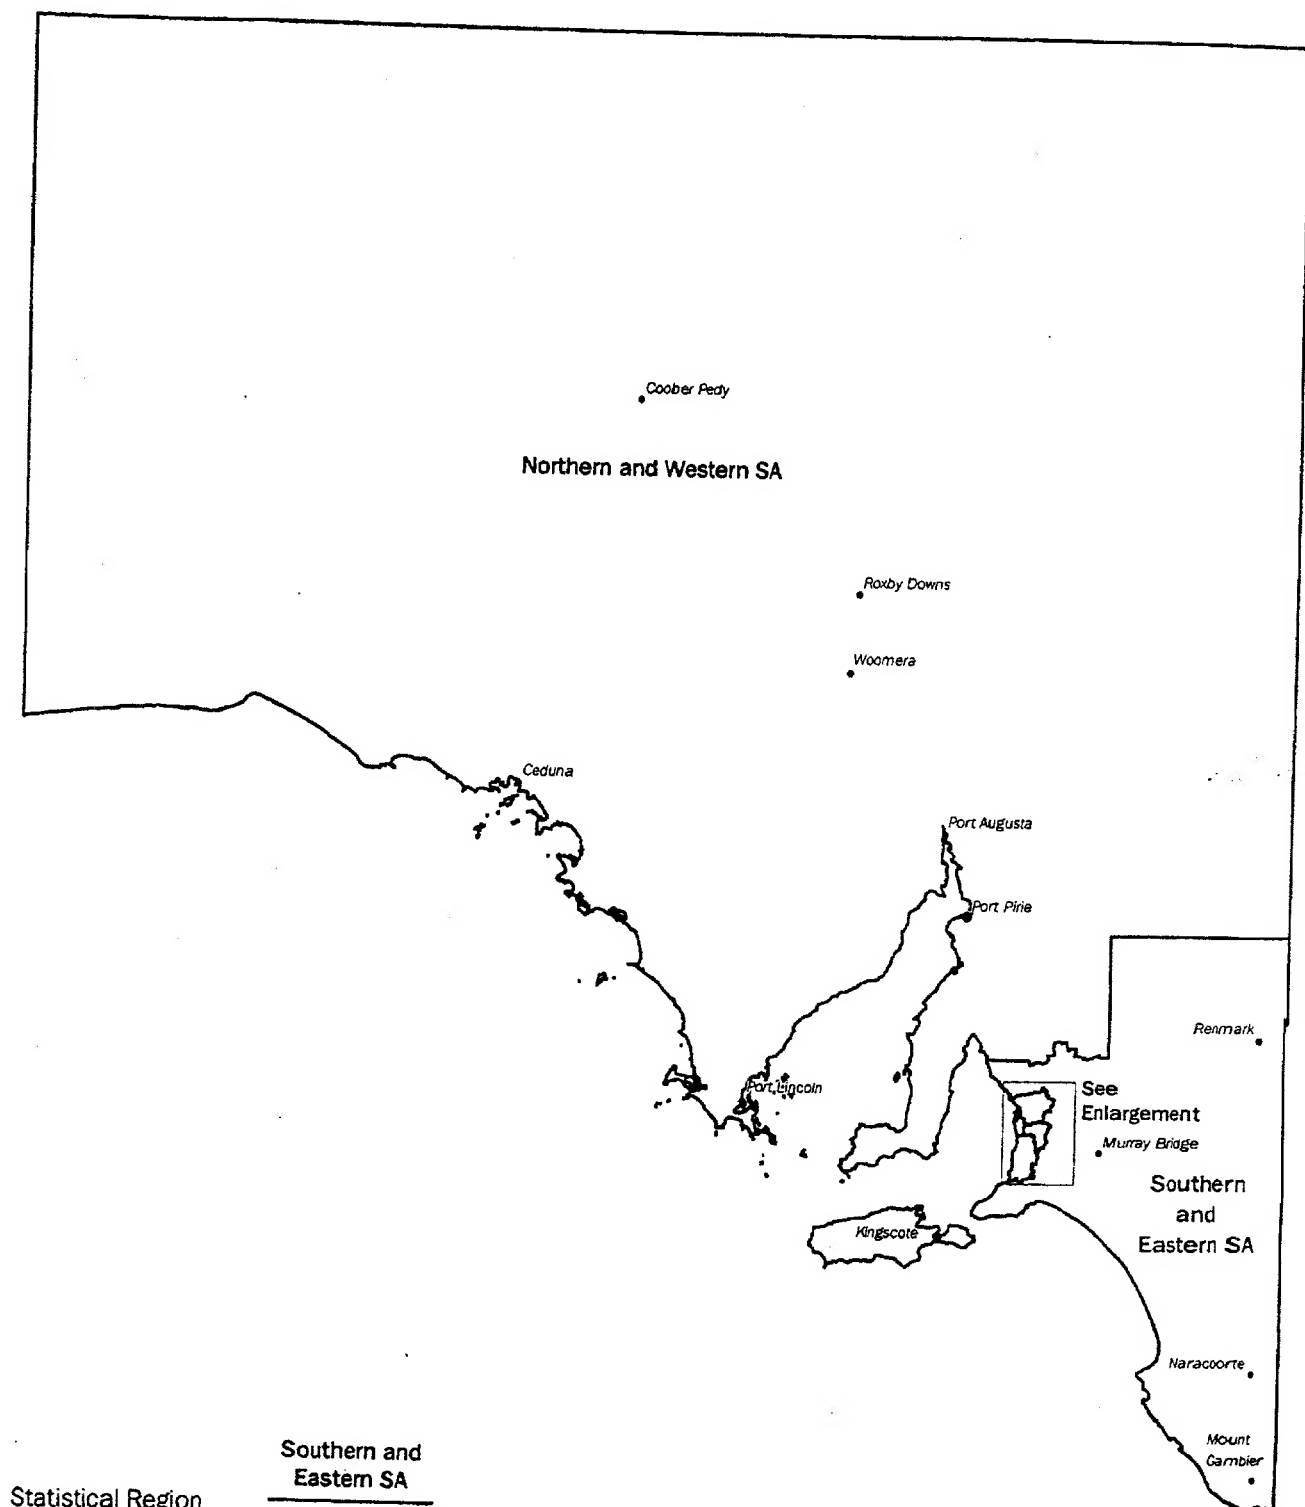 Coober Pedy
Northern and Western SA
Roxby Downs
Woomera
Ceduna
Port Augusta
Port Pirie
Renmark
Port Lincoln
See
Enlargement
Murray Bridge
Southern
and
Eastern SA
Kingscote
Naracoorte
Mount
Gambier
Southern and
Eastern SA
Statistical Region